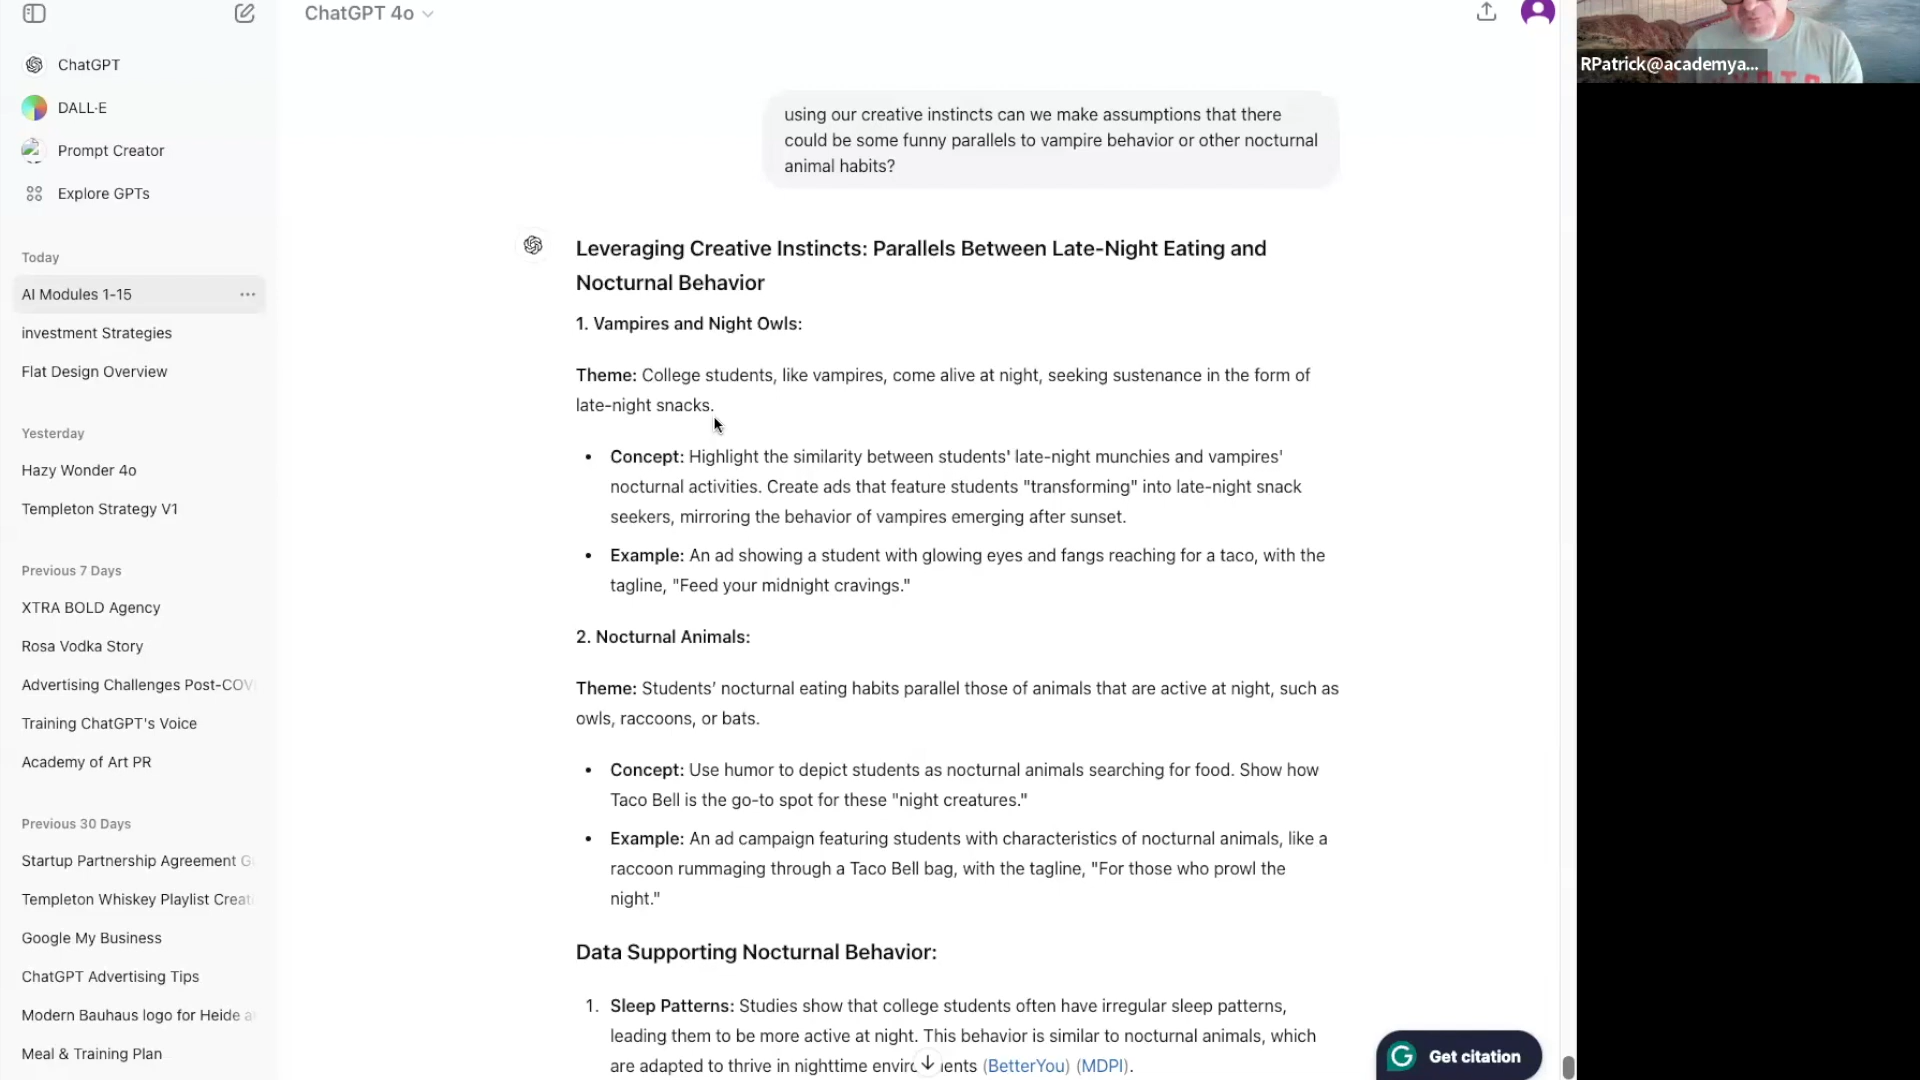 ChatGPT 4o
ChatGPT
DALL·E
Prompt Creator
Explore GPTs
Today
AI Modules 1-15
investment Strategies
Flat Design Overview
Yesterday
Hazy Wonder 4o
Templeton Strategy V1
Previous 7 Days
XTRA BOLD Agency
Rosa Vodka Story
Advertising Challenges Post-COV
Training ChatGPT's Voice
Academy of Art PR
Previous 30 Days
Startup Partnership Agreement G
Templeton Whiskey Playlist Creat
Google My Business
ChatGPT Advertising Tips
Modern Bauhaus logo for Heide a
Meal & Training Plan
using our creative instincts can we make assumptions that there
could be some funny parallels to vampire behavior or other nocturnal
animal habits?
Leveraging Creative Instincts: Parallels Between Late-Night Eating and
Nocturnal Behavior
1. Vampires and Night Owls:
Theme: College students, like vampires, come alive at night, seeking sustenance in the form of
late-night snacks.
• Concept: Highlight the similarity between students' late-night munchies and vampires'
nocturnal activities. Create ads that feature students "transforming" into late-night snack
seekers, mirroring the behavior of vampires emerging after sunset.
• Example: An ad showing a student with glowing eyes and fangs reaching for a taco, with the
tagline, "Feed your midnight cravings."
2. Nocturnal Animals:
Theme: Students’ nocturnal eating habits parallel those of animals that are active at night, such as
owls, raccoons, or bats.
• Concept: Use humor to depict students as nocturnal animals searching for food. Show how
Taco Bell is the go-to spot for these "night creatures."
• Example: An ad campaign featuring students with characteristics of nocturnal animals, like a
raccoon rummaging through a Taco Bell bag, with the tagline, "For those who prowl the
night."
Data Supporting Nocturnal Behavior:
1. Sleep Patterns: Studies show that college students often have irregular sleep patterns,
leading them to be more active at night. This behavior is similar to nocturnal animals, which
are adapted to thrive in nighttime (BetterYou) (MDPI).
Get citation
RPatrick@academya...